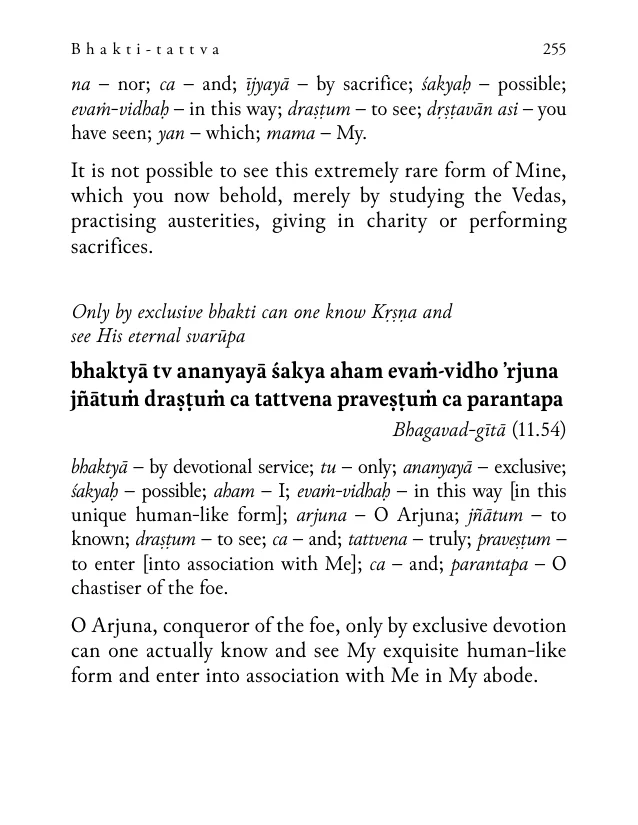 Bhakti-tattva 255
na – nor; ca – and; ījyayā – by sacrifice; śakyaḥ – possible;
evaṁ-vidhaḥ – in this way; draṣṭum – to see; dṛṣṭavān asi – you
have seen; yan – which; mama – My.
It is not possible to see this extremely rare form of Mine,
which you now behold, merely by studying the Vedas,
practising austerities, giving in charity or performing
sacrifices.
Only by exclusive bhakti can one know Kṛṣṇa and
see His eternal svarūpa
bhaktyā tv ananyayā śakya aham evaṁ-vidho ’rjuna
jñātuṁ draṣṭuṁ ca tattvena praveṣṭuṁ ca parantapa
Bhagavad-gītā (11.54)
bhaktyā – by devotional service; tu – only; ananyayā – exclusive;
śakyaḥ – possible; aham – I; evaṁ-vidhaḥ – in this way [in this
unique human-like form]; arjuna – O Arjuna; jñātum – to
known; draṣṭum – to see; ca – and; tattvena – truly; praveṣṭum –
to enter [into association with Me]; ca – and; parantapa – O
chastiser of the foe.
O Arjuna, conqueror of the foe, only by exclusive devotion
can one actually know and see My exquisite human-like
form and enter into association with Me in My abode.